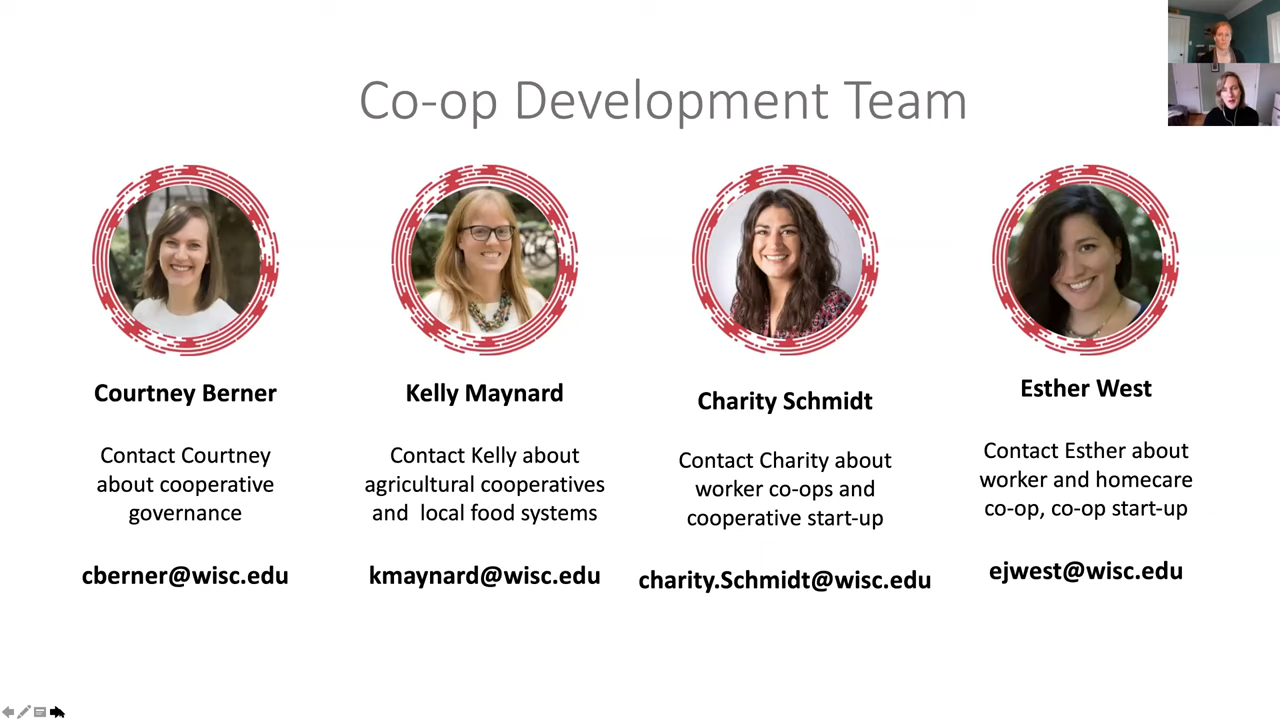 Co-op Development Team
Courtney Berner
Contact Courtney
about cooperative
governance
cberner@wisc.edu
Kelly Maynard
Contact Kelly about
agricultural cooperatives
and local food systems
kmaynard@wisc.edu
Charity Schmidt
Contact Charity about
worker co-ops and
cooperative start-up
charity.Schmidt@wisc.edu
Esther West
Contact Esther about
worker and homecare
co-op, co-op start-up
ejwest@wisc.edu